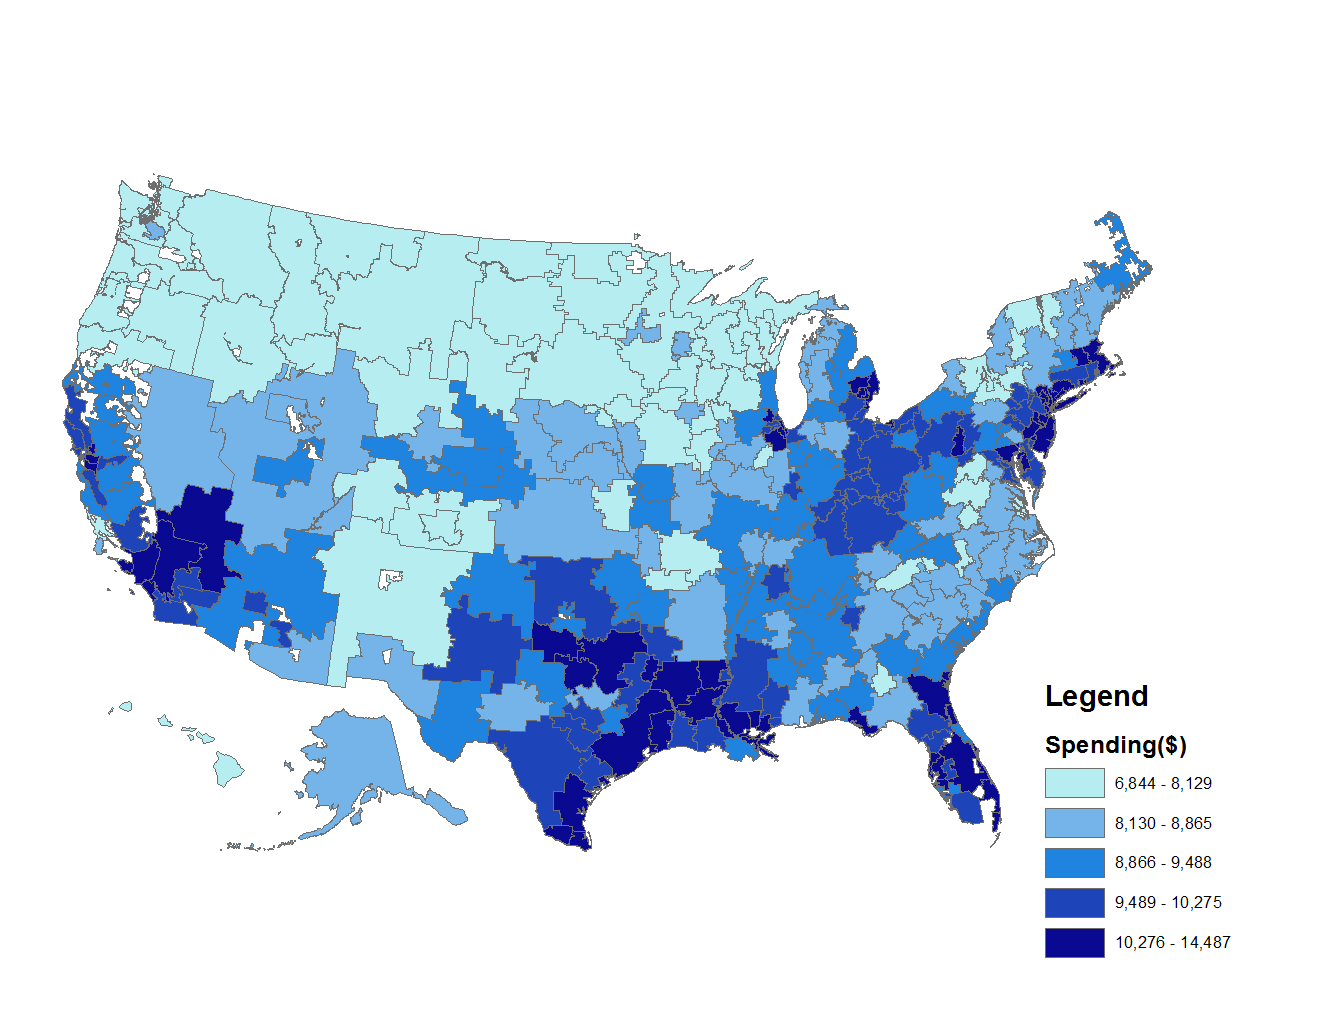 Legend
Spending($)
6,844 - 8,129
8,130 - 8,865
8,866 - 9,488
9,489 - 10,275
10,276 - 14,487